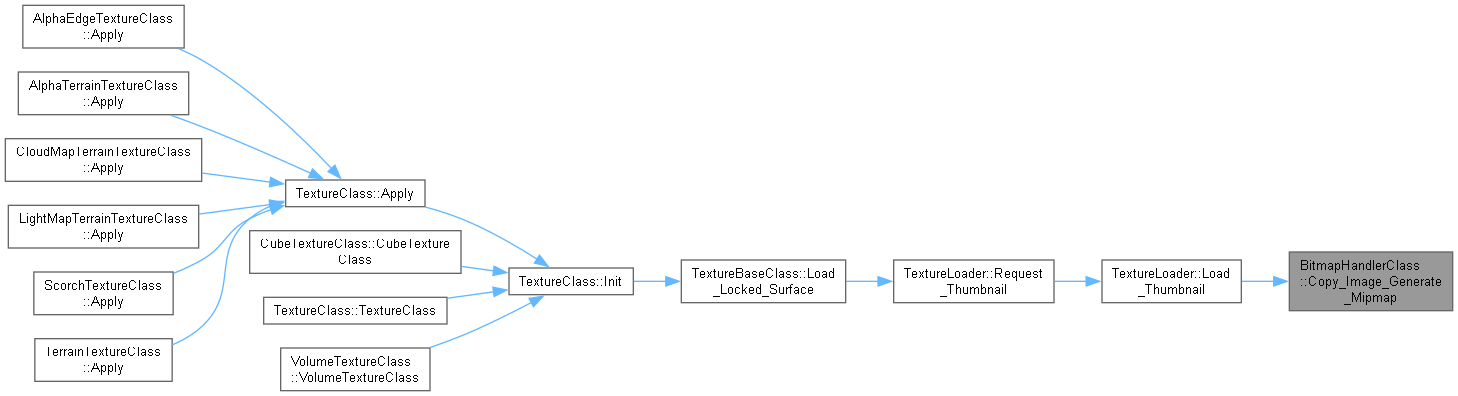 AlphaEdgeTextureClass
::Apply
AlphaTerrainTextureClass
::Apply
CloudMapTerrainTextureClass
::Apply
LightMapTerrainTextureClass
::Apply
ScorchTextureClass
::Apply
TerrainTextureClass
::Apply
TextureClass::Apply
CubeTextureClass::CubeTexture
Class
TextureClass::TextureClass
VolumeTextureClass
::VolumeTextureClass
TextureClass::Init
TextureBaseClass::Load
_Locked_Surface
TextureLoader::Request
_Thumbnail
TextureLoader::Load
_Thumbnail
BitmapHandlerClass
::Copy_Image_Generate
_Mipmap